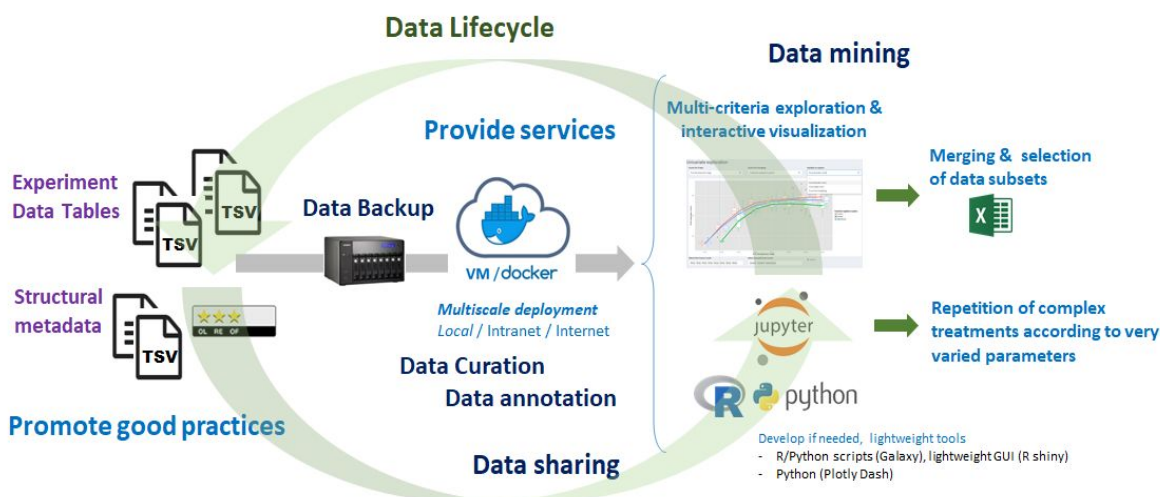 Data Lifecycle
Data mining
Multi-criteria exploration &
interactive visualization
Provide services
Experiment
Data Tables
TSV
TSV
Data Backup
VM / docker
Merging & selection
of data subsets
X
Structural
metadata
TSV
OL RE OF
Multiscale deployment
Local / Intranet / Internet
jupyter
Repetition of complex
treatments according to very
varied parameters
Data Curation
Data annotation
R python
Promote good practices
Data sharing
Develop if needed, lightweight tools
- R/Python scripts (Galaxy), lightweight GUI (R shiny)
- Python (Plotly Dash)